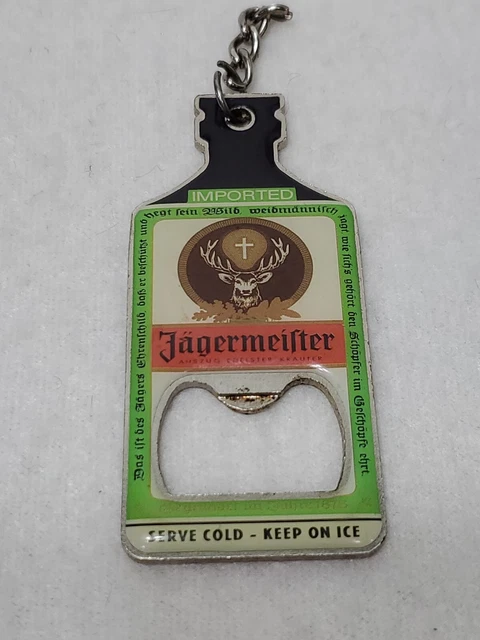 IMPORTED
Das ist des Jägers Ehrenschild, daß er beschützt und
hegt sein Wild, weidmännisch
jagt, wie sich's gehört, den Schöpfer im Geschöpfe ehrt.
Jägermeister
AUSZUG EDELSTER KRÄUTER
SERVE COLD - KEEP ON ICE